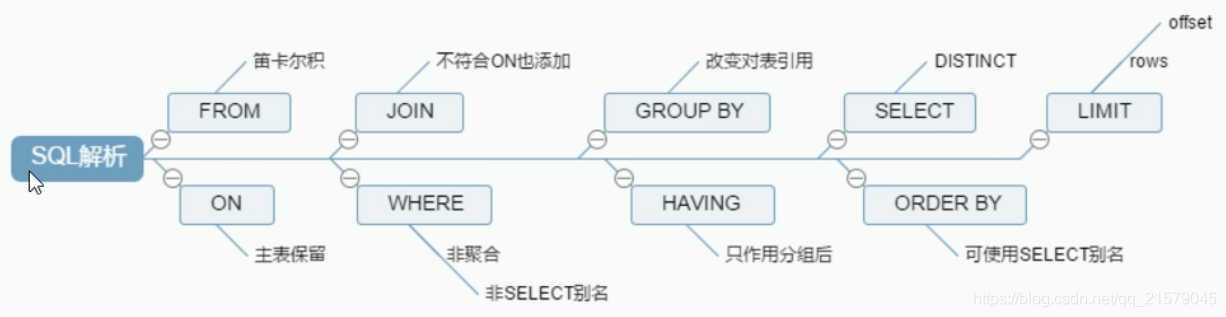 offset
笛卡尔积
不符合ON也添加
改变对表引用
DISTINCT
rows
FROM
JOIN
GROUP BY
SELECT
LIMIT
SQL解析
ON
WHERE
HAVING
ORDER BY
主表保留
非聚合
只作用分组后
可使用SELECT别名
非SELECT别名
https://blog.csdn.net/qq_21579045